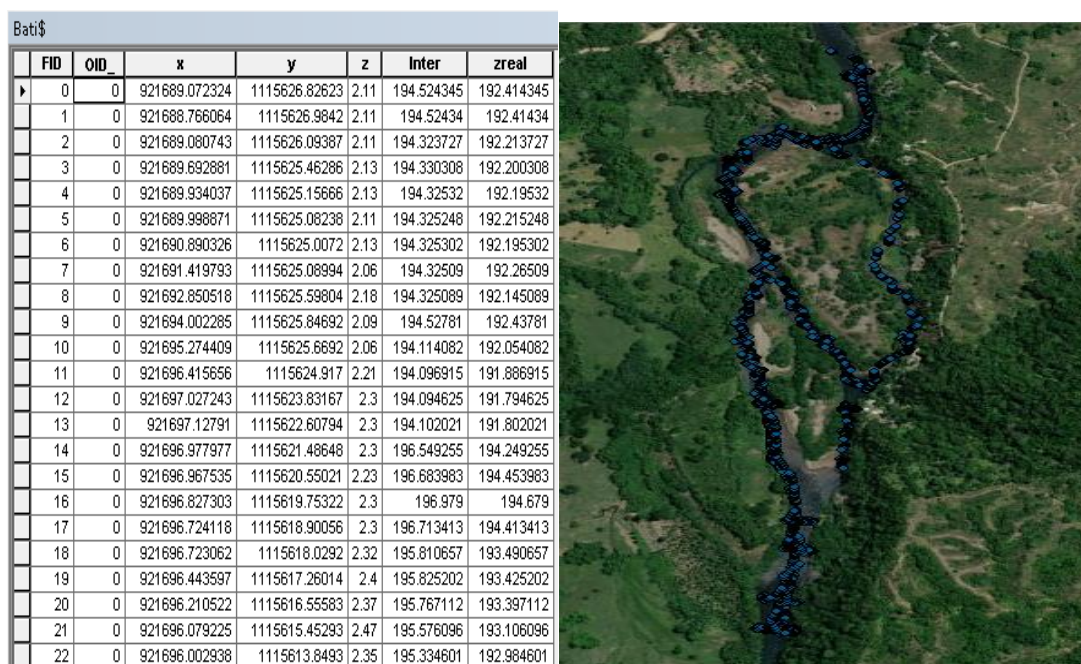 Bati$
FID OID_ x y z Inter zreal
0 0 921689.072324 1115626.82623 2.11 194.524345 192.414345
1 0 921688.766064 1115626.9842 2.11 194.52434 192.41434
2 0 921689.080743 1115626.09387 2.11 194.323727 192.213727
3 0 921689.692881 1115625.46286 2.13 194.330308 192.200308
4 0 921689.934037 1115625.15666 2.13 194.32532 192.19532
5 0 921689.998871 1115625.08238 2.11 194.325248 192.215248
6 0 921690.890326 1115625.0072 2.13 194.325302 192.195302
7 0 921691.419793 1115625.08994 2.06 194.32509 192.26509
8 0 921692.850518 1115625.59804 2.18 194.325089 192.145089
9 0 921694.002285 1115625.84692 2.09 194.52781 192.43781
10 0 921695.274409 1115625.6692 2.06 194.114082 192.054082
11 0 921696.415656 1115624.917 2.21 194.096915 191.886915
12 0 921697.027243 1115623.83167 2.3 194.094625 191.794625
13 0 921697.12791 1115622.60794 2.3 194.102021 191.802021
14 0 921696.977977 1115621.48648 2.3 196.549255 194.249255
15 0 921696.967535 1115620.55021 2.23 196.683983 194.453983
16 0 921696.827303 1115619.75322 2.3 196.979 194.679
17 0 921696.724118 1115618.90056 2.3 196.713413 194.413413
18 0 921696.723062 1115618.0292 2.32 195.810657 193.490657
19 0 921696.443597 1115617.26014 2.4 195.825202 193.425202
20 0 921696.210522 1115616.55583 2.37 195.767112 193.397112
21 0 921696.079225 1115615.45293 2.47 195.576096 193.106096
22 0 921696.002938 1115613.8493 2.35 195.334601 192.984601